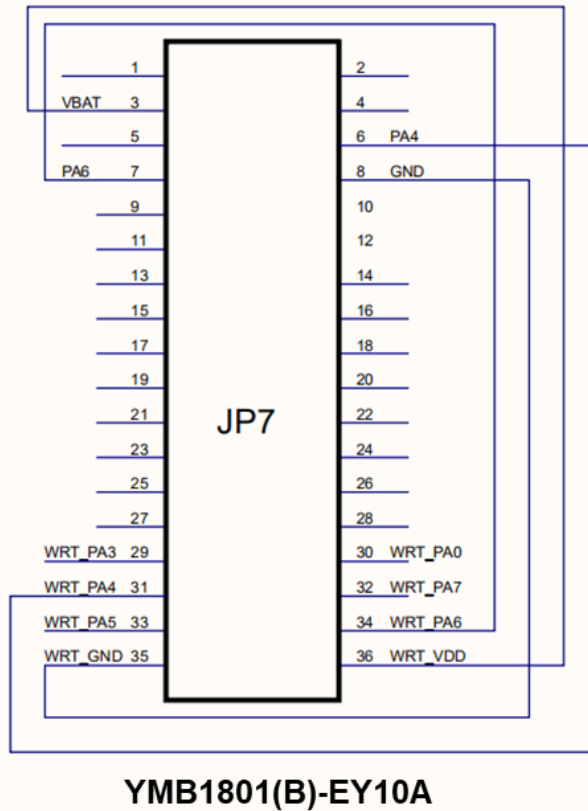 1 2
VBAT 3 4
5 6 PA4
PA6 7 8 GND
9 10
11 12
13 14
15 16
17 18
19 20
21 22
23 24
25 26
27 28
WRT_PA3 29 30 WRT_PA0
WRT_PA4 31 32 WRT_PA7
WRT_PA5 33 34 WRT_PA6
WRT_GND 35 36 WRT_VDD
JP7
YMB1801(B)-EY10A